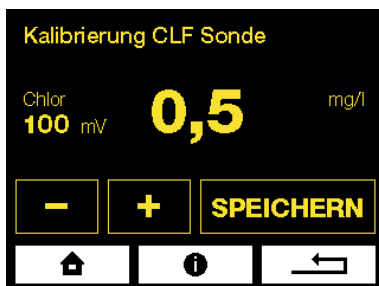 Kalibrierung CLF Sonde
Chlor
100 mV 0,5 mg/l
− + SPEICHERN